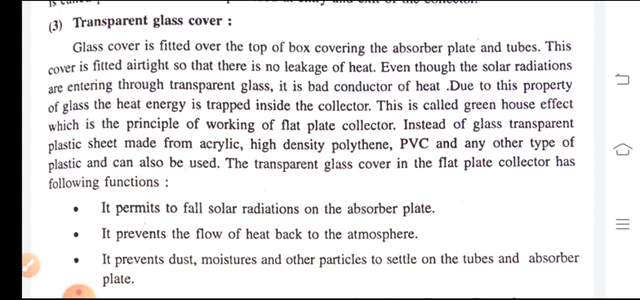 (3) Transparent glass cover :
Glass cover is fitted over the top of box covering the absorber plate and tubes. This
cover is fitted airtight so that there is no leakage of heat. Even though the solar radiations
are entering through transparent glass, it is bad conductor of heat .Due to this property
of glass the heat energy is trapped inside the collector. This is called green house effect
which is the principle of working of flat plate collector. Instead of glass transparent
plastic sheet made from acrylic, high density polythene, PVC and any other type of
plastic and can also be used. The transparent glass cover in the flat plate collector has
following functions :
• It permits to fall solar radiations on the absorber plate.
• It prevents the flow of heat back to the atmosphere.
• It prevents dust, moistures and other particles to settle on the tubes and absorber
plate.